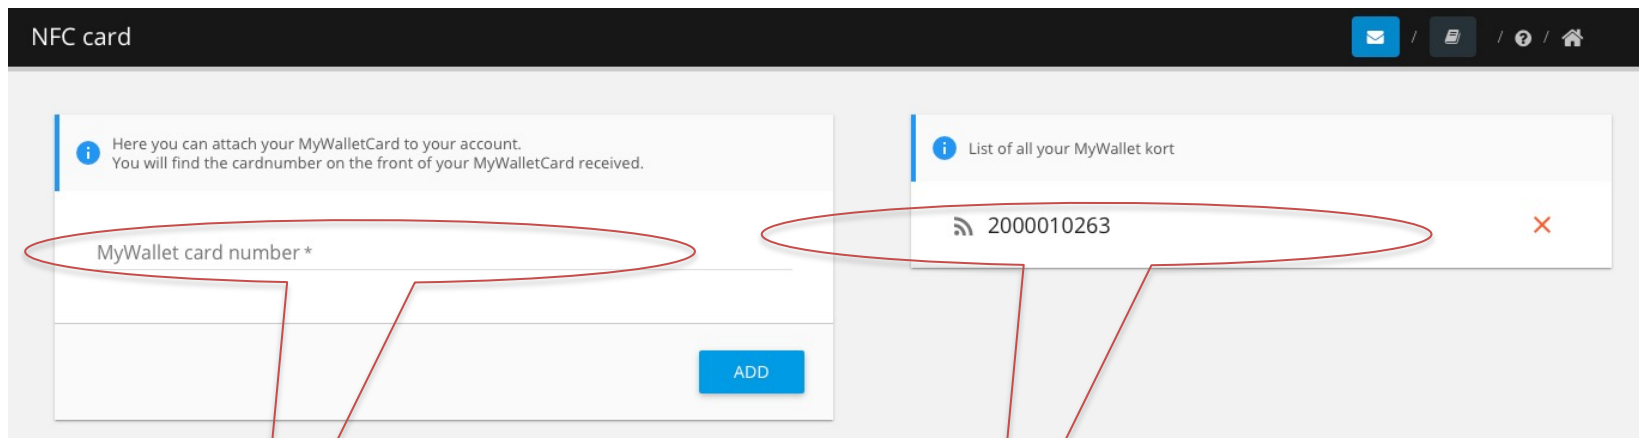 NFC card
/ / /
Here you can attach your MyWalletCard to your account.
You will find the cardnumber on the front of your MyWalletCard received.
MyWallet card number *
ADD
List of all your MyWallet kort
2000010263